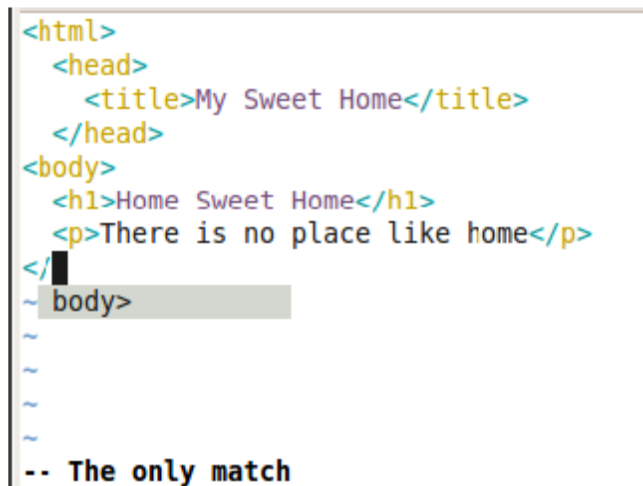 <html>
  <head>
    <title>My Sweet Home</title>
  </head>
<body>
  <h1>Home Sweet Home</h1>
  <p>There is no place like home</p>
</
~ body>
~
~
~
~
-- The only match